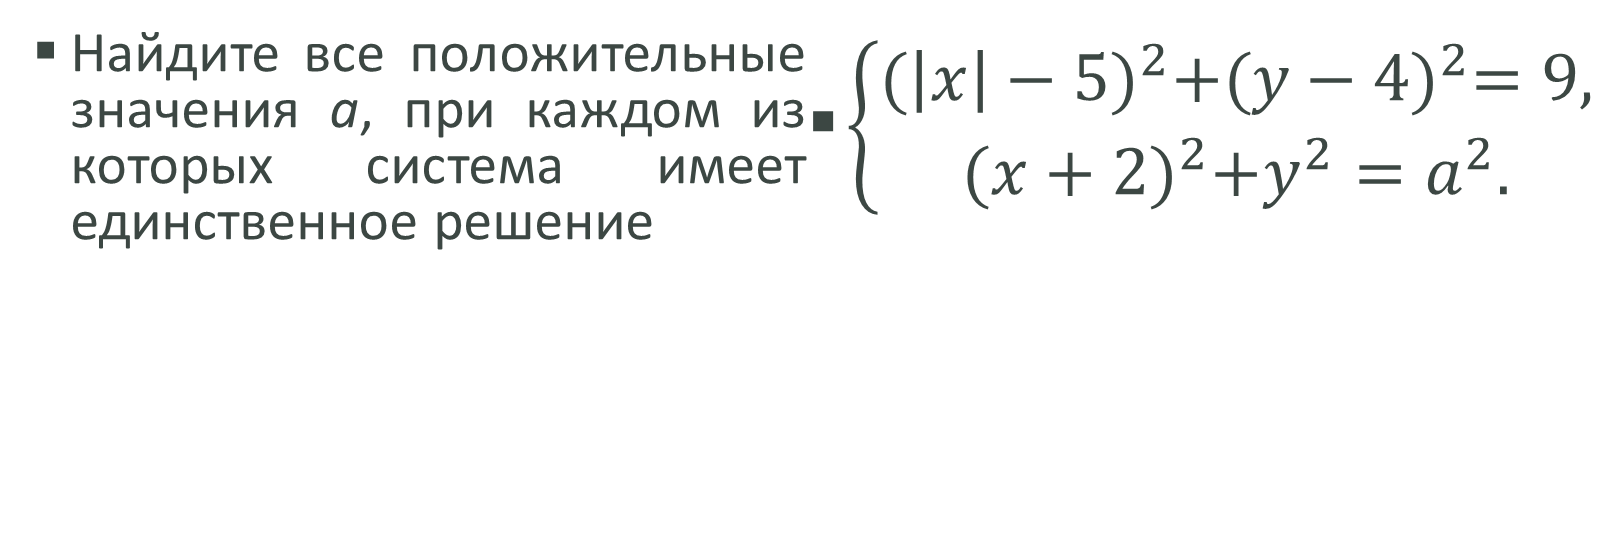 ▪ Найдите все положительные
значения a, при каждом из
которых система имеет
единственное решение
▪ {(|x| − 5)²+(y − 4)²= 9,
(x + 2)²+y² = a².